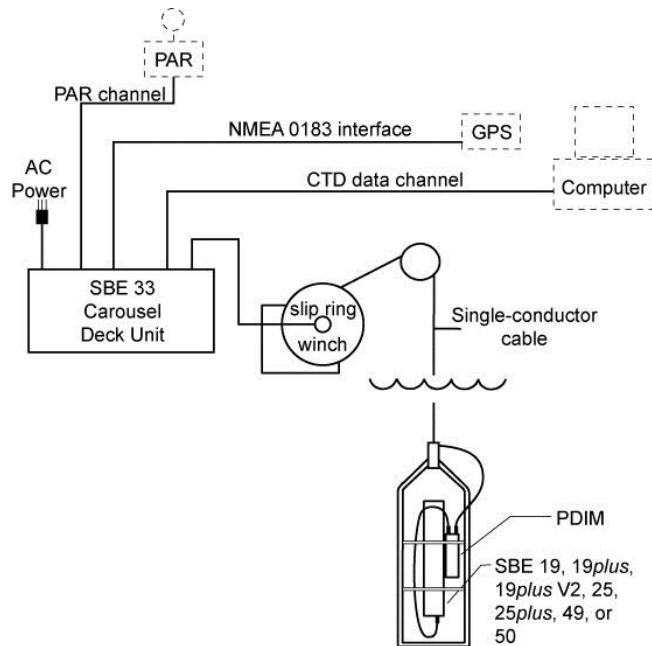 PAR
PAR channel
NMEA 0183 interface
GPS
AC
Power
CTD data channel
Computer
SBE 33
Carousel
Deck Unit
slip ring
winch
Single-conductor
cable
PDIM
SBE 19, 19plus,
19plus V2, 25,
25plus, 49, or
50